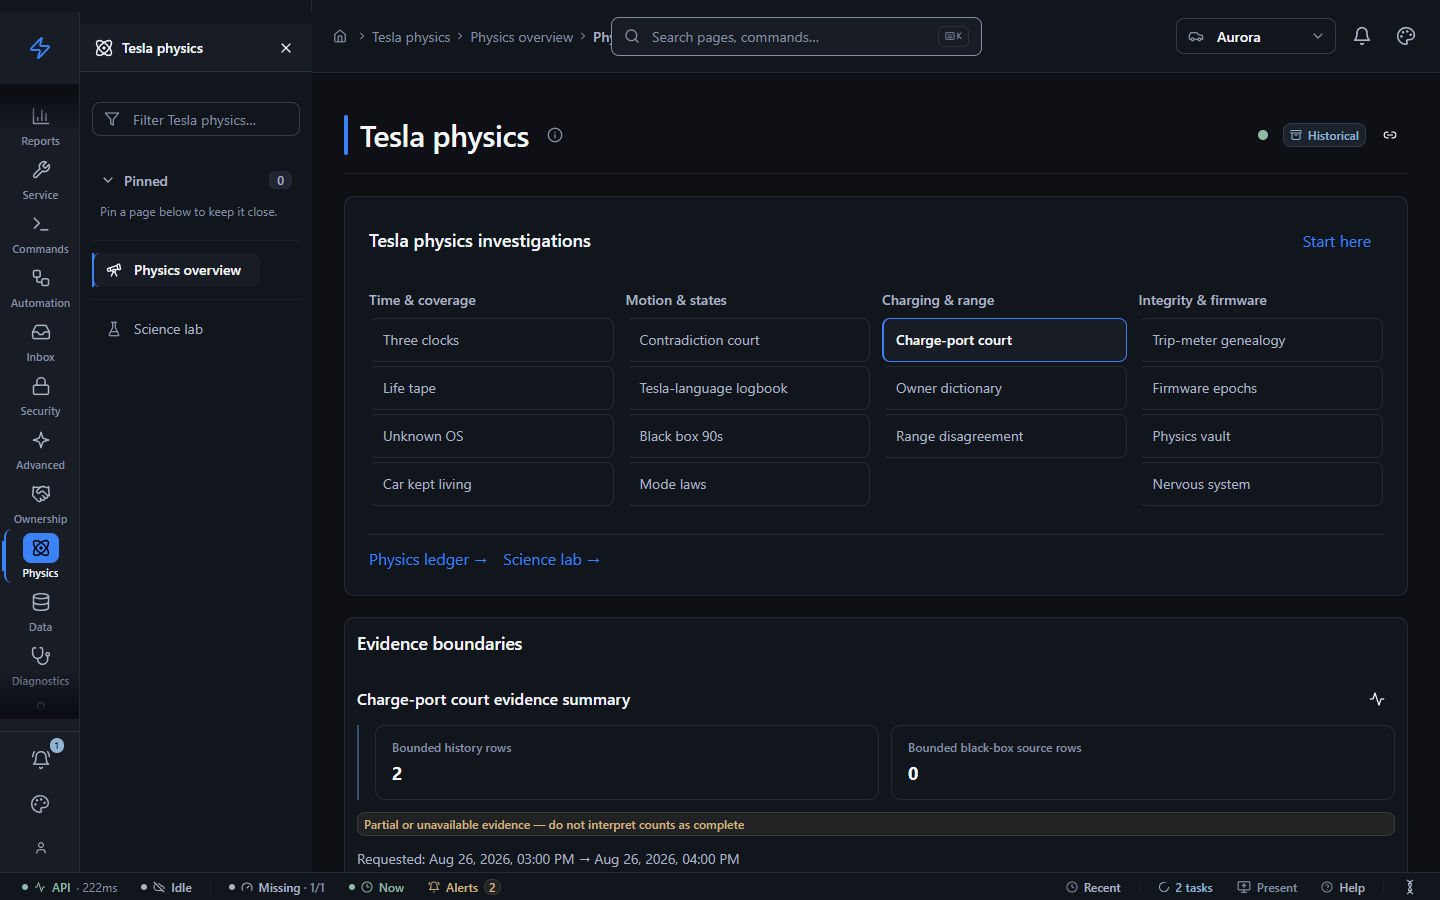 Tesla physics
Tesla physics
Physics overview
Search pages, commands...
K
Aurora
Reports
Service
Commands
Automation
Inbox
Security
Advanced
Ownership
Physics
Data
Diagnostics
1
Filter Tesla physics...
Pinned
0
Pin a page below to keep it close.
Physics overview
Science lab
Tesla physics
Historical
Tesla physics investigations
Start here
Time & coverage
Three clocks
Life tape
Unknown OS
Car kept living
Motion & states
Contradiction court
Tesla-language logbook
Black box 90s
Mode laws
Charging & range
Charge-port court
Owner dictionary
Range disagreement
Integrity & firmware
Trip-meter genealogy
Firmware epochs
Physics vault
Nervous system
Physics ledger →
Science lab →
Evidence boundaries
Charge-port court evidence summary
Bounded history rows
2
Bounded black-box source rows
0
Partial or unavailable evidence — do not interpret counts as complete
Requested: Aug 26, 2026, 03:00 PM → Aug 26, 2026, 04:00 PM
API · 222ms
Idle
Missing · 1/1
Now
Alerts 2
Recent
2 tasks
Present
Help